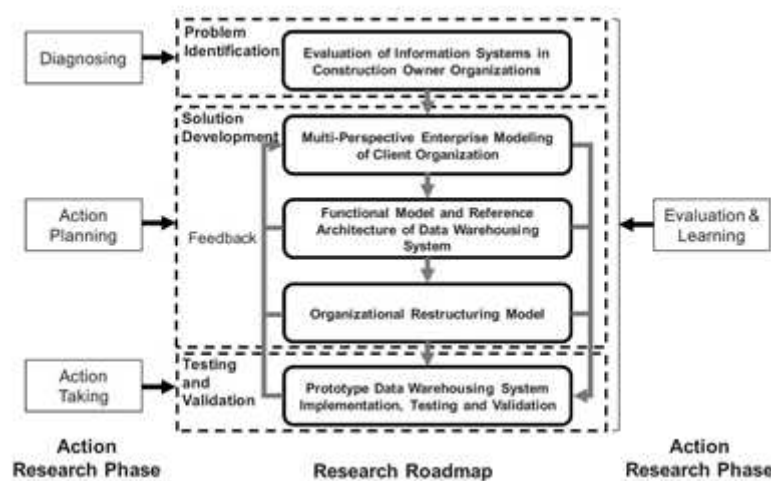 Problem
Identification
Diagnosing
Evaluation of Information Systems in
Construction Owner Organizations
Solution
Development
Multi-Perspective Enterprise Modeling
of Client Organization
Action
Planning
Feedback
Functional Model and Reference
Architecture of Data Warehousing
System
Evaluation &
Learning
Organizational Restructuring Model
Testing
and
Validation
Action
Taking
Prototype Data Warehousing System
Implementation, Testing and Validation
Action
Research Phase
Research Roadmap
Action
Research Phase